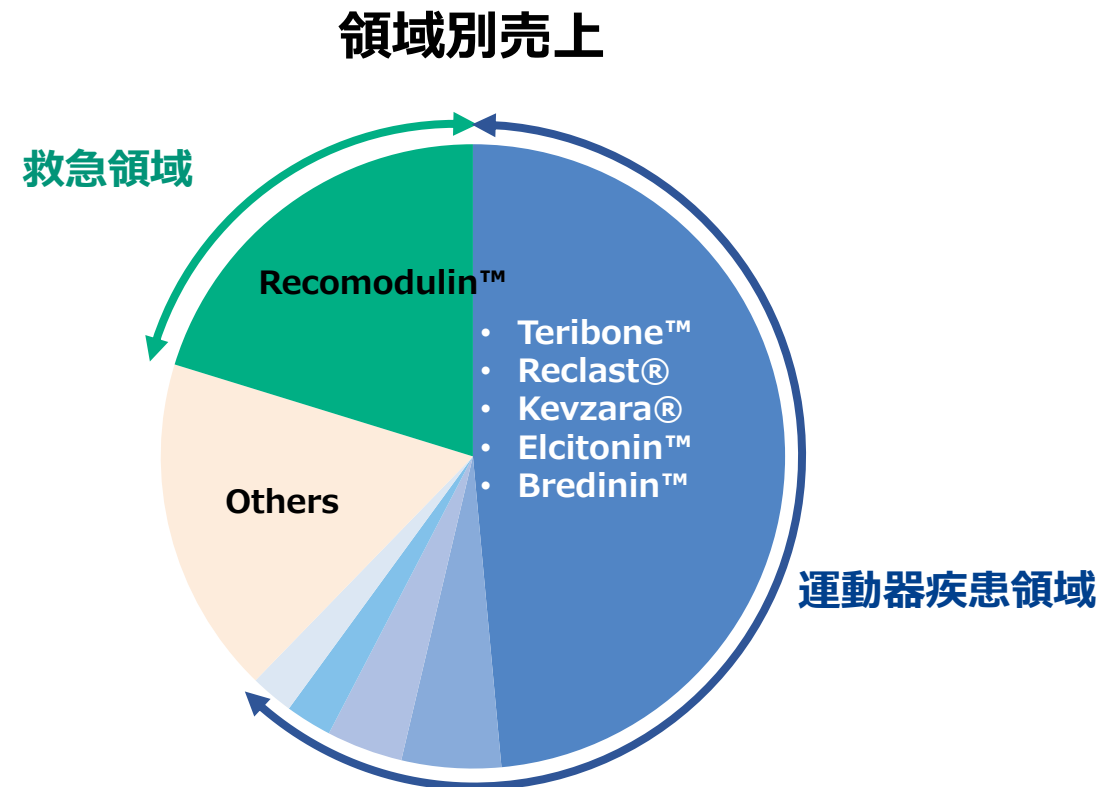 領域別売上
救急領域
Recomodulin™
• Teribone™
• Reclast®
• Kevzara®
• Elcitonin™
• Bredinin™
Others
運動器疾患領域